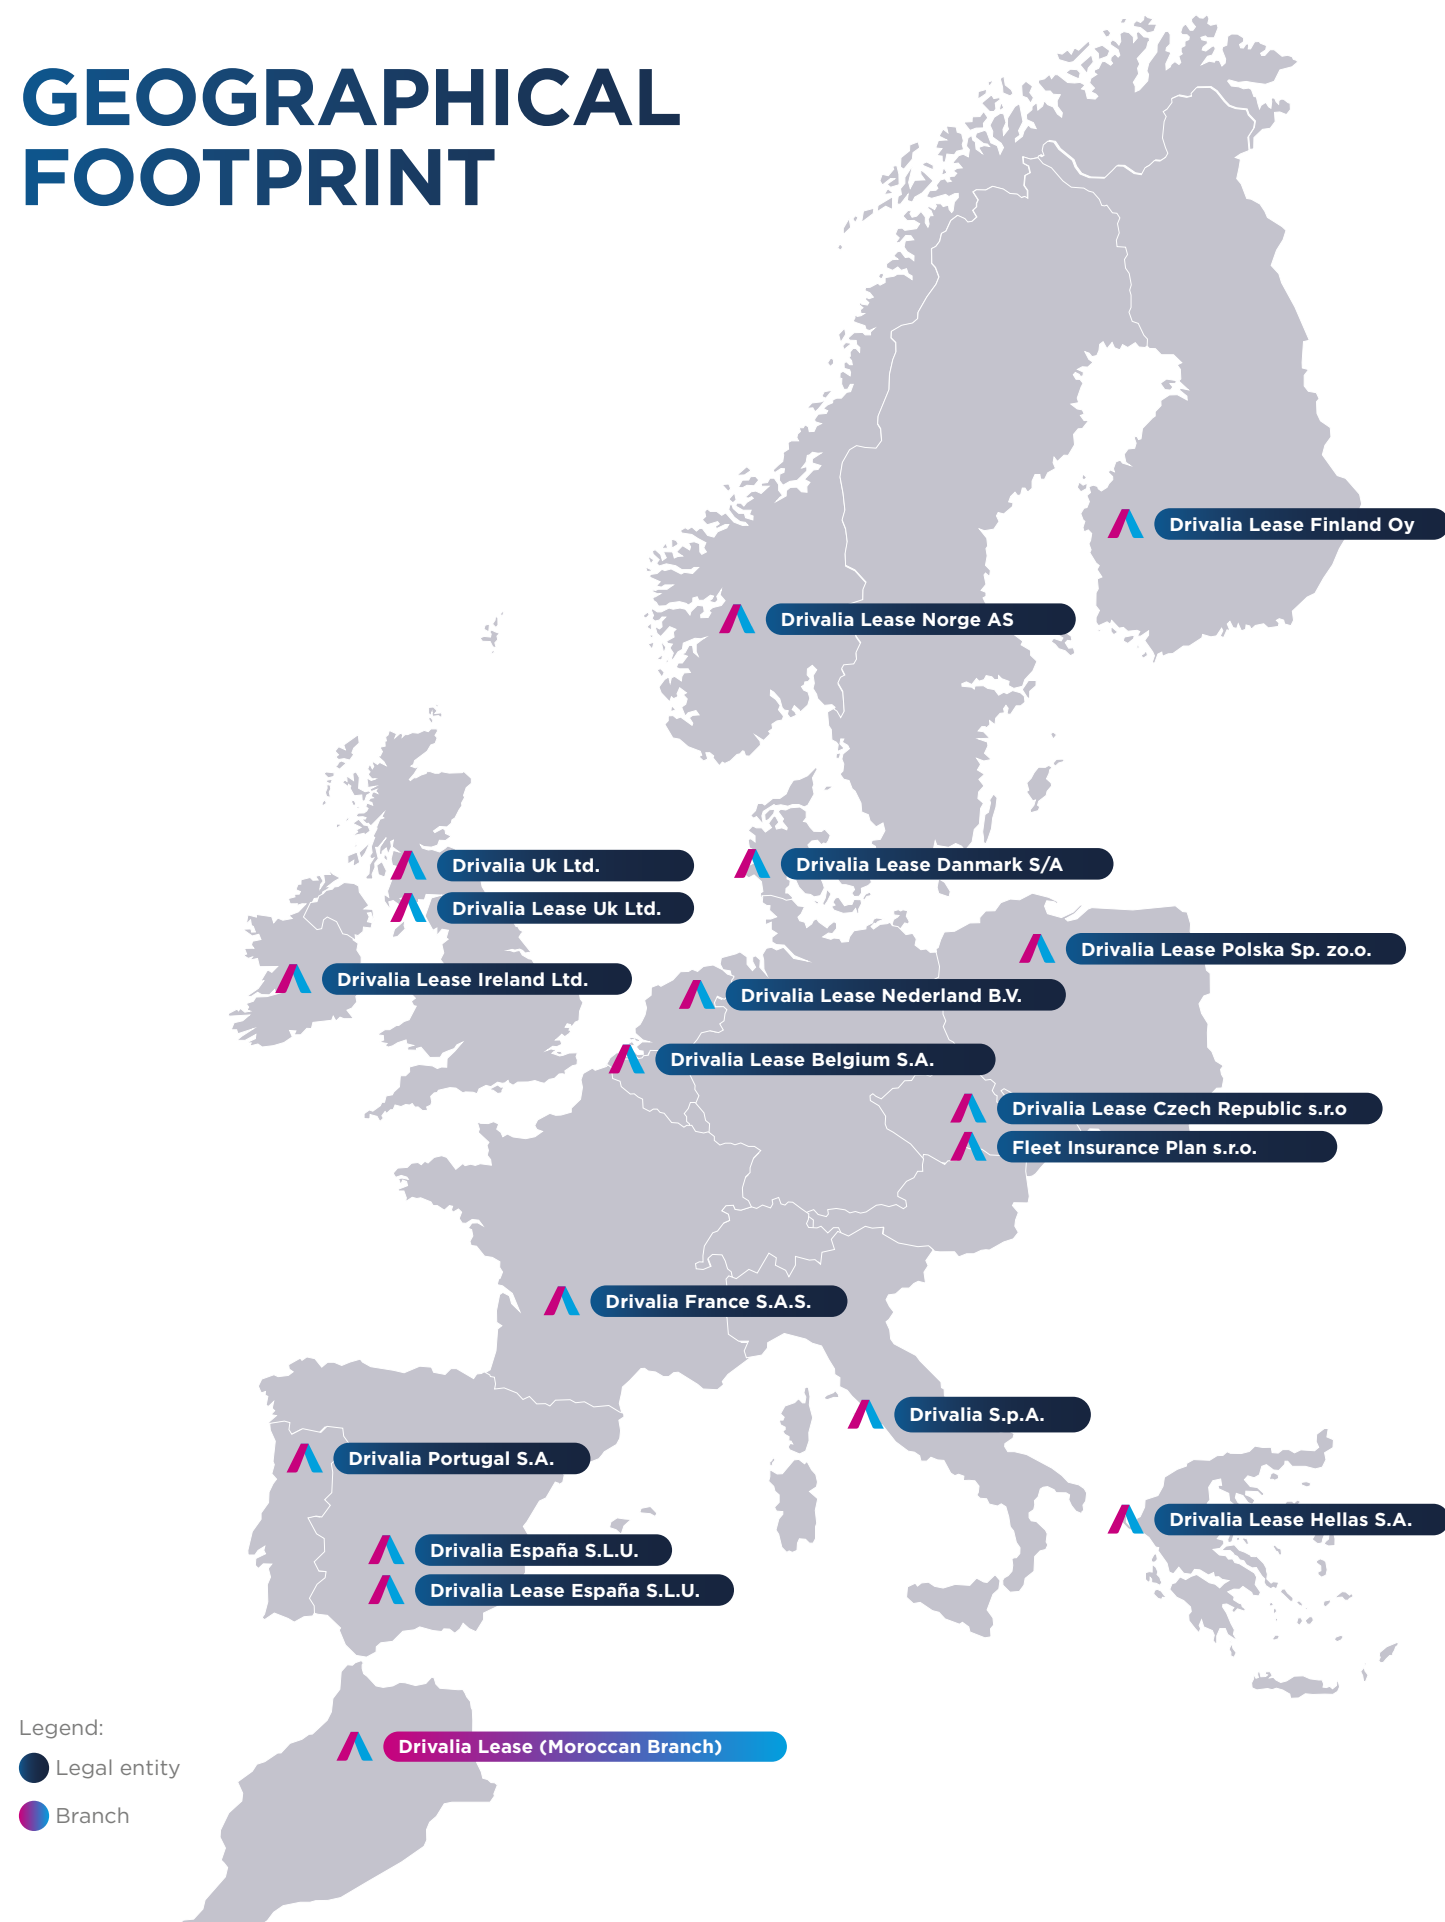 GEOGRAPHICAL
FOOTPRINT
Drivalia Lease Finland Oy
Drivalia Lease Norge AS
Drivalia Uk Ltd.
Drivalia Lease Danmark S/A
Drivalia Lease Uk Ltd.
Drivalia Lease Polska Sp. zo.o.
Drivalia Lease Ireland Ltd.
Drivalia Lease Nederland B.V.
Drivalia Lease Belgium S.A.
Drivalia Lease Czech Republic s.r.o
Fleet Insurance Plan s.r.o.
Drivalia France S.A.S.
Drivalia S.p.A.
Drivalia Portugal S.A.
Drivalia Lease Hellas S.A.
Drivalia España S.L.U.
Drivalia Lease España S.L.U.
Drivalia Lease (Moroccan Branch)
Legend:
Legal entity
Branch